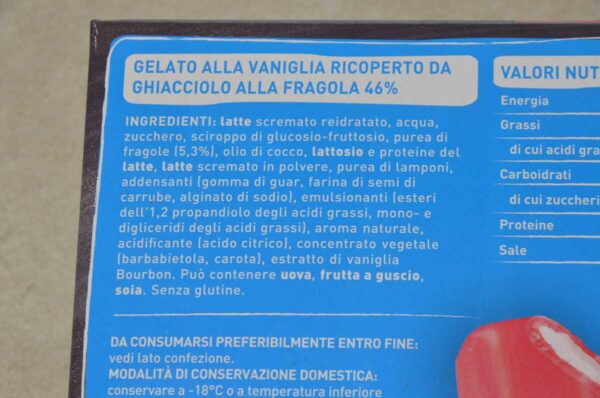 GELATO ALLA VANIGLIA RICOPERTO DA
GHIACCIOLO ALLA FRAGOLA 46%
INGREDIENTI: latte scremato reidratato, acqua,
zucchero, sciroppo di glucosio-fruttosio, purea di
fragole (5,3%), olio di cocco, lattosio e proteine del
latte, latte scremato in polvere, purea di lamponi,
addensanti (gomma di guar, farina di semi di
carrube, alginato di sodio), emulsionanti (esteri
dell'1,2 propandiolo degli acidi grassi, mono- e
digliceridi degli acidi grassi), aroma naturale,
acidificante (acido citrico), concentrato vegetale
(barbabietola, carota), estratto di vaniglia
Bourbon. Può contenere uova, frutta a guscio,
soia. Senza glutine.
DA CONSUMARSI PREFERIBILMENTE ENTRO FINE:
vedi lato confezione.
MODALITÀ DI CONSERVAZIONE DOMESTICA:
conservare a -18°C o a temperatura inferiore
VALORI NUT
Energia
Grassi
di cui acidi gra
Carboidrati
di cui zuccheri
Proteine
Sale